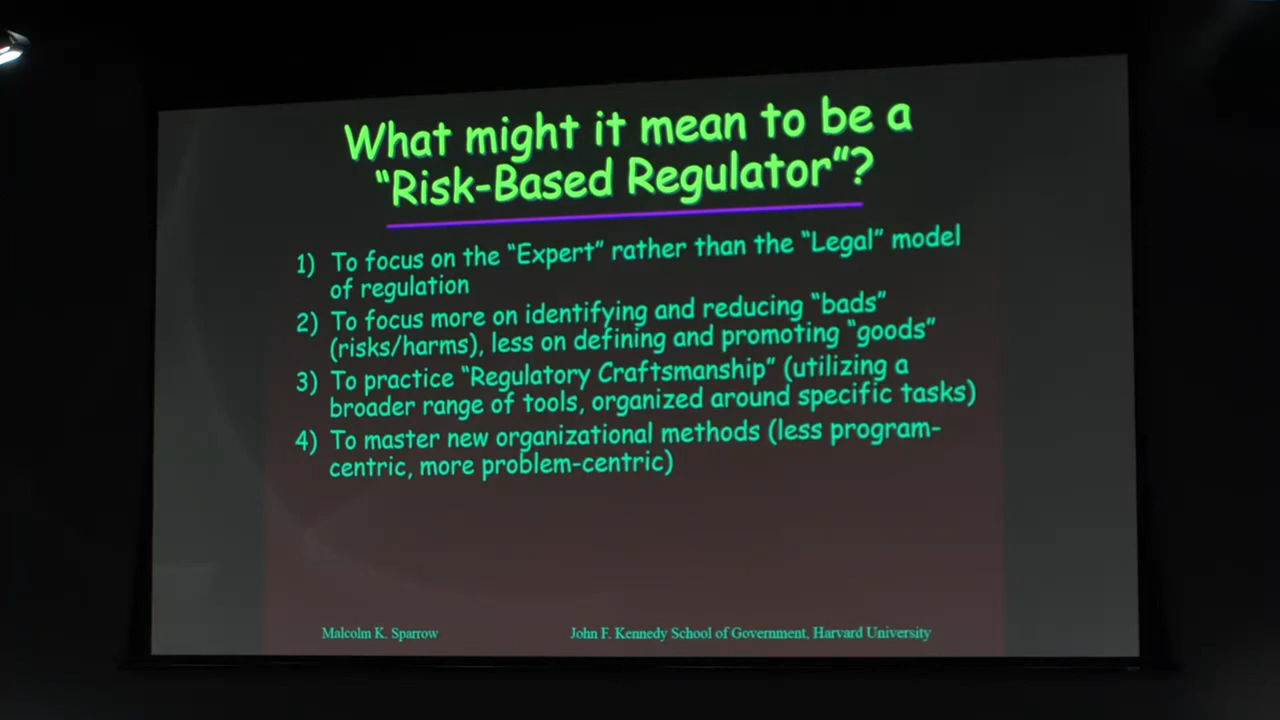 What might it mean to be a
“Risk-Based Regulator”?
1) To focus on the “Expert” rather than the “Legal” model
of regulation
2) To focus more on identifying and reducing “bads”
(risks/harms), less on defining and promoting “goods”
3) To practice “Regulatory Craftsmanship” (utilizing a
broader range of tools, organized around specific tasks)
4) To master new organizational methods (less program-
centric, more problem-centric)
Malcolm K. Sparrow John F. Kennedy School of Government, Harvard University